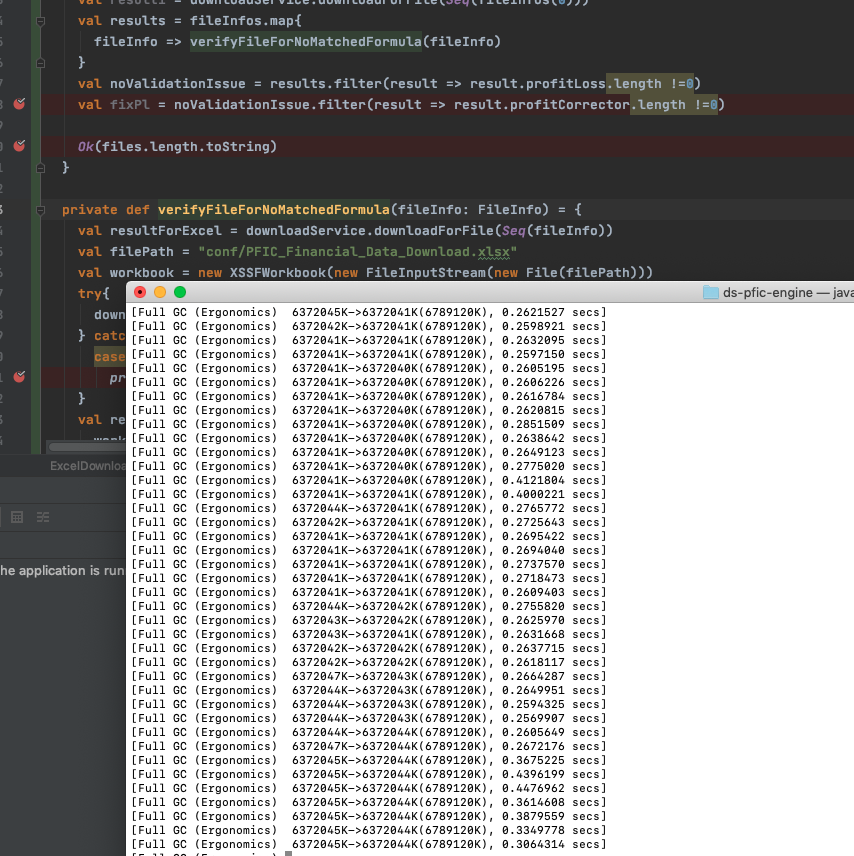 val result1 = downloadService.downloadForFile(Seq(fileInfos(0)))
val results = fileInfos.map{
fileInfo => verifyFileForNoMatchedFormula(fileInfo)
}
val noValidationIssue = results.filter(result => result.profitLoss.length !=0)
val fixPl = noValidationIssue.filter(result => result.profitCorrector.length !=0)
Ok(files.length.toString)
}
private def verifyFileForNoMatchedFormula(fileInfo: FileInfo) = {
val resultForExcel = downloadService.downloadForFile(Seq(fileInfo))
val filePath = "conf/PFIC_Financial_Data_Download.xlsx"
val workbook = new XSSFWorkbook(new FileInputStream(new File(filePath)))
try{
down
} catc
case
pr
}
val re
work
ExcelDownloa
he application is run
ds-pfic-engine — java
[Full GC (Ergonomics)  6372045K->6372041K(6789120K), 0.2621527 secs]
[Full GC (Ergonomics)  6372042K->6372041K(6789120K), 0.2598921 secs]
[Full GC (Ergonomics)  6372041K->6372041K(6789120K), 0.2632095 secs]
[Full GC (Ergonomics)  6372041K->6372040K(6789120K), 0.2597150 secs]
[Full GC (Ergonomics)  6372041K->6372040K(6789120K), 0.2605195 secs]
[Full GC (Ergonomics)  6372041K->6372040K(6789120K), 0.2606226 secs]
[Full GC (Ergonomics)  6372041K->6372040K(6789120K), 0.2616784 secs]
[Full GC (Ergonomics)  6372041K->6372040K(6789120K), 0.2620815 secs]
[Full GC (Ergonomics)  6372041K->6372040K(6789120K), 0.2851509 secs]
[Full GC (Ergonomics)  6372041K->6372040K(6789120K), 0.2638642 secs]
[Full GC (Ergonomics)  6372041K->6372040K(6789120K), 0.2649123 secs]
[Full GC (Ergonomics)  6372041K->6372040K(6789120K), 0.2775020 secs]
[Full GC (Ergonomics)  6372041K->6372040K(6789120K), 0.4121804 secs]
[Full GC (Ergonomics)  6372041K->6372041K(6789120K), 0.4000221 secs]
[Full GC (Ergonomics)  6372044K->6372041K(6789120K), 0.2765772 secs]
[Full GC (Ergonomics)  6372042K->6372041K(6789120K), 0.2725643 secs]
[Full GC (Ergonomics)  6372041K->6372041K(6789120K), 0.2695422 secs]
[Full GC (Ergonomics)  6372041K->6372041K(6789120K), 0.2694040 secs]
[Full GC (Ergonomics)  6372041K->6372041K(6789120K), 0.2737570 secs]
[Full GC (Ergonomics)  6372041K->6372041K(6789120K), 0.2718473 secs]
[Full GC (Ergonomics)  6372041K->6372041K(6789120K), 0.2609403 secs]
[Full GC (Ergonomics)  6372044K->6372042K(6789120K), 0.2755820 secs]
[Full GC (Ergonomics)  6372043K->6372042K(6789120K), 0.2625970 secs]
[Full GC (Ergonomics)  6372043K->6372042K(6789120K), 0.2631668 secs]
[Full GC (Ergonomics)  6372042K->6372042K(6789120K), 0.2637715 secs]
[Full GC (Ergonomics)  6372042K->6372042K(6789120K), 0.2618117 secs]
[Full GC (Ergonomics)  6372047K->6372043K(6789120K), 0.2664287 secs]
[Full GC (Ergonomics)  6372044K->6372043K(6789120K), 0.2649951 secs]
[Full GC (Ergonomics)  6372044K->6372043K(6789120K), 0.2594325 secs]
[Full GC (Ergonomics)  6372044K->6372044K(6789120K), 0.2569907 secs]
[Full GC (Ergonomics)  6372044K->6372044K(6789120K), 0.2605649 secs]
[Full GC (Ergonomics)  6372047K->6372044K(6789120K), 0.2672176 secs]
[Full GC (Ergonomics)  6372045K->6372044K(6789120K), 0.3675225 secs]
[Full GC (Ergonomics)  6372045K->6372044K(6789120K), 0.4396199 secs]
[Full GC (Ergonomics)  6372045K->6372044K(6789120K), 0.4476962 secs]
[Full GC (Ergonomics)  6372045K->6372044K(6789120K), 0.3614608 secs]
[Full GC (Ergonomics)  6372045K->6372044K(6789120K), 0.3879559 secs]
[Full GC (Ergonomics)  6372045K->6372044K(6789120K), 0.3349778 secs]
[Full GC (Ergonomics)  6372045K->6372044K(6789120K), 0.3064314 secs]
[Full GC (Ergonomics)